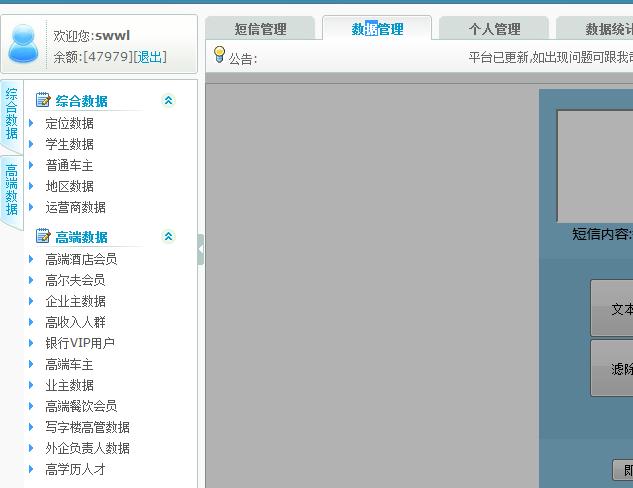 欢迎您:swwl
余额:[47979][退出]
短信管理
数据管理
个人管理
数据统计
公告:
平台已更新,如出现问题可跟我司
综合数据
高端数据
综合数据
定位数据
学生数据
普通车主
地区数据
运营商数据
高端数据
高端酒店会员
高尔夫会员
企业主数据
高收入人群
银行VIP用户
高端车主
业主数据
高端餐饮会员
写字楼高管数据
外企负责人数据
高学历人才
短信内容:
文本
滤除
即